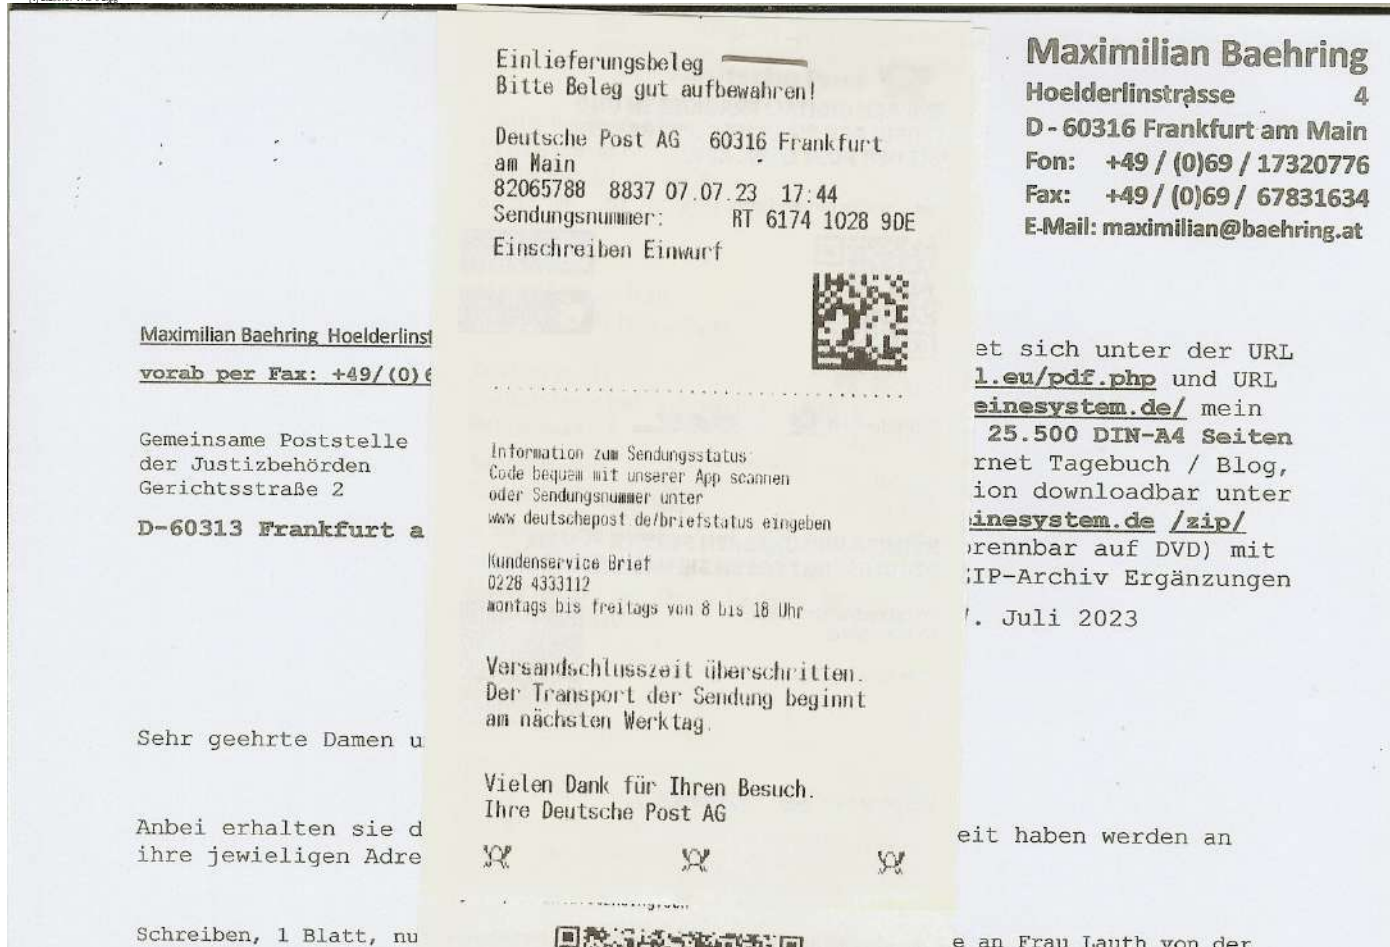 Maximilian Baehring
Hoelderlinstrasse 4
D - 60316 Frankfurt am Main
Fon: +49 / (0)69 / 17320776
Fax: +49 / (0)69 / 67831634
E-Mail: maximilian@baehring.at
Einlieferungsbeleg
Bitte Beleg gut aufbewahren!
Deutsche Post AG 60316 Frankfurt
am Main
82065788 8837 07.07.23 17:44
Sendungsnummer: RT 6174 1028 9DE
Einschreiben Einwurf
Information zum Sendungsstatus
Code bequem mit unserer App scannen
oder Sendungsnummer unter
www deutschepost de/briefstatus eingeben
Kundenservice Brief
0228 4333112
montags bis freitags von 8 bis 18 Uhr
Versandschlusszeit überschritten.
Der Transport der Sendung beginnt
am nächsten Werktag.
Vielen Dank für Ihren Besuch.
Ihre Deutsche Post AG
Maximilian Baehring Hoelderlinst
vorab per Fax: +49/(0)6
Gemeinsame Poststelle
der Justizbehörden
Gerichtsstraße 2
D-60313 Frankfurt a
et sich unter der URL
l.eu/pdf.php und URL
einesystem.de/ mein
25.500 DIN-A4 Seiten
rnet Tagebuch / Blog,
ion downloadbar unter
einesystem.de /zip/
rennbar auf DVD) mit
ZIP-Archiv Ergänzungen
. Juli 2023
Sehr geehrte Damen u
Anbei erhalten sie d eit haben werden an
ihre jewieligen Adre
Schreiben, 1 Blatt, nu e an Frau Lauth von der